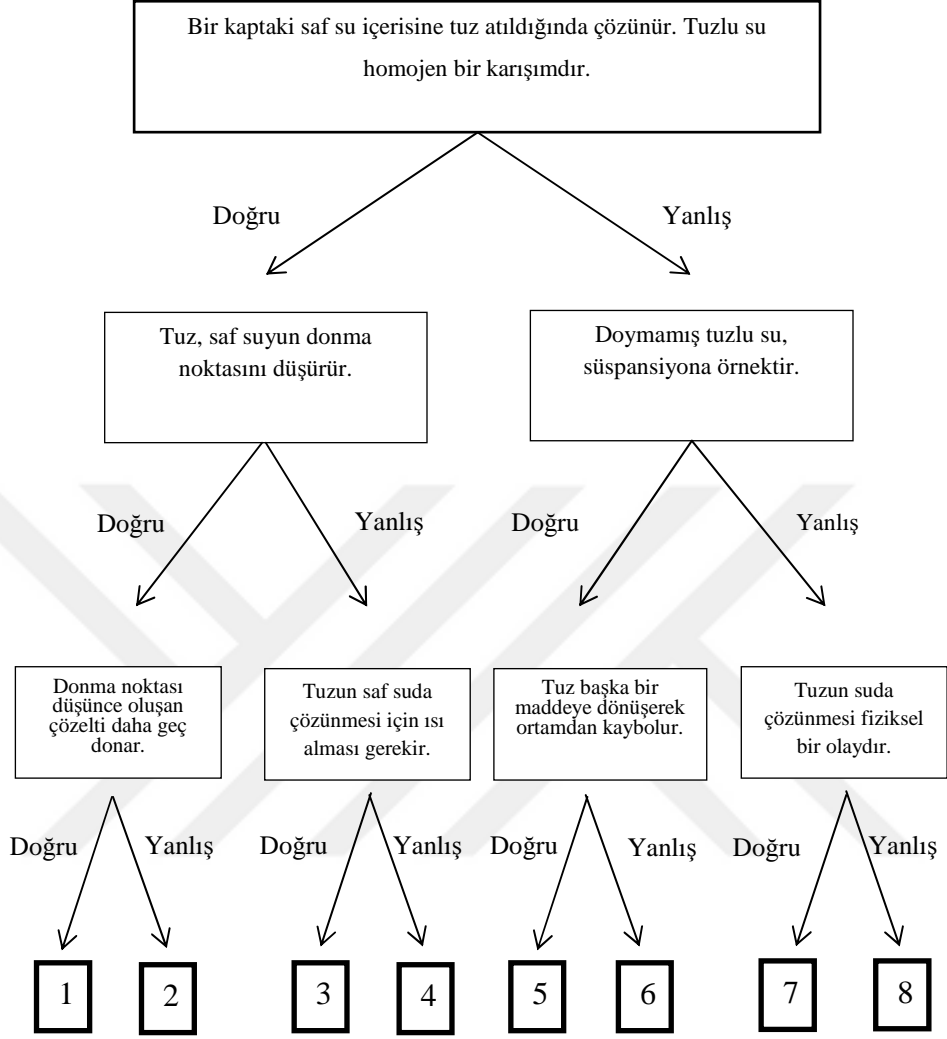 Bir kaptaki saf su içerisine tuz atıldığında çözünür. Tuzlu su
homojen bir karışımdır.
Doğru
Yanlış
Tuz, saf suyun donma
noktasını düşürür.
Doymamış tuzlu su,
süspansiyona örnektir.
Doğru
Yanlış
Doğru
Yanlış
Donma noktası
düşünce oluşan
çözelti daha geç
donar.
Tuzun saf suda
çözünmesi için ısı
alması gerekir.
Tuz başka bir
maddeye dönüşerek
ortamdan kaybolur.
Tuzun suda
çözünmesi fiziksel
bir olaydır.
Doğru
Yanlış
Doğru
Yanlış
Doğru
Yanlış
Doğru
Yanlış
1
2
3
4
5
6
7
8